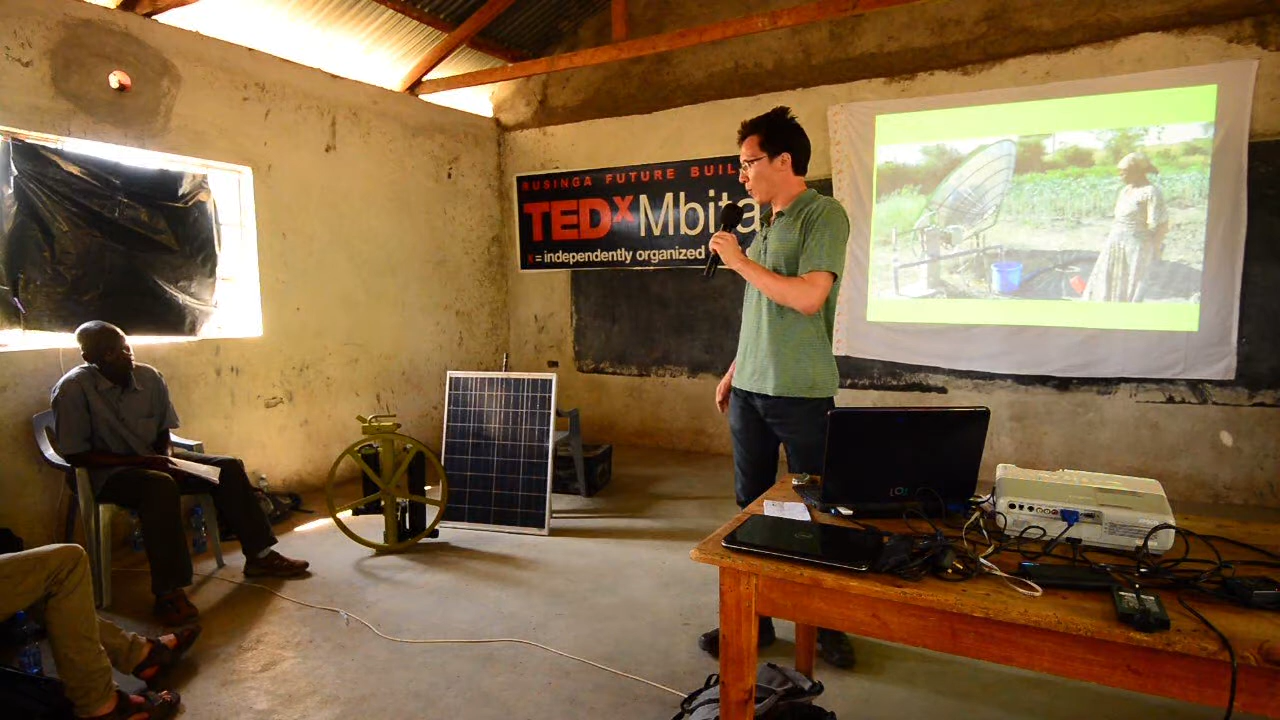 RUSINGA FUTURE BUIL
TEDx Mbita
x = independently organized